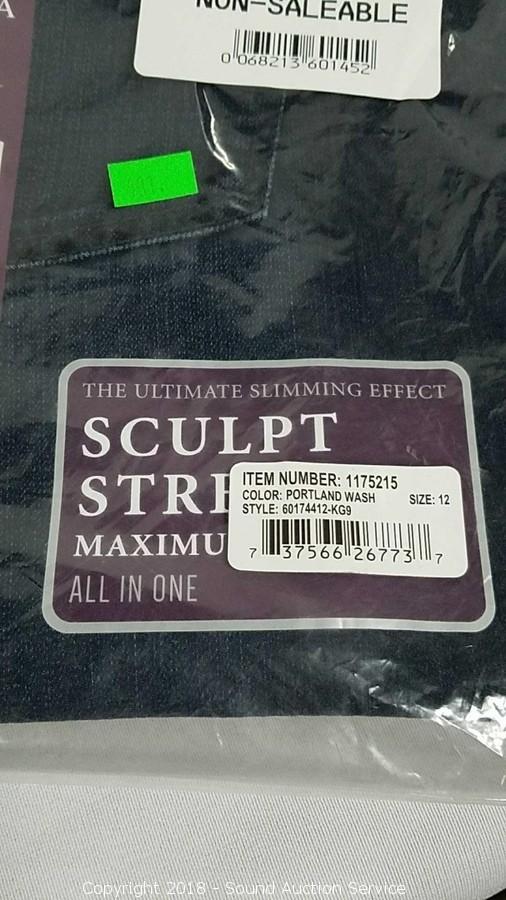 A
NON-SALEABLE
0 068213 601452
THE ULTIMATE SLIMMING EFFECT
SCULPT
STRE
MAXIMU
ALL IN ONE
ITEM NUMBER: 1175215
COLOR: PORTLAND WASH SIZE: 12
STYLE: 60174412-KG9
7 37566 26773 7
Copyright 2018 - Sound Auction Service